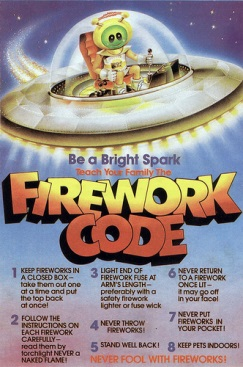 Be a Bright Spark
Teach Your Family The
FIREWORK
CODE
1 KEEP FIREWORKS IN
A CLOSED BOX –
take them out one
at a time and put
the top back
at once!
2 FOLLOW THE
INSTRUCTIONS ON
EACH FIREWORK
CAREFULLY –
read them by
torchlight NEVER a
NAKED FLAME!
3 LIGHT END OF
FIREWORK FUSE AT
ARM'S LENGTH –
preferably with a
safety firework
lighter or fuse wick
4 NEVER THROW
FIREWORKS!
5 STAND WELL BACK!
6 NEVER RETURN
TO A FIREWORK
ONCE LIT –
it may go off
in your face!
7 NEVER PUT
FIREWORKS IN
YOUR POCKET!
8 KEEP PETS INDOORS!
NEVER FOOL WITH FIREWORKS!